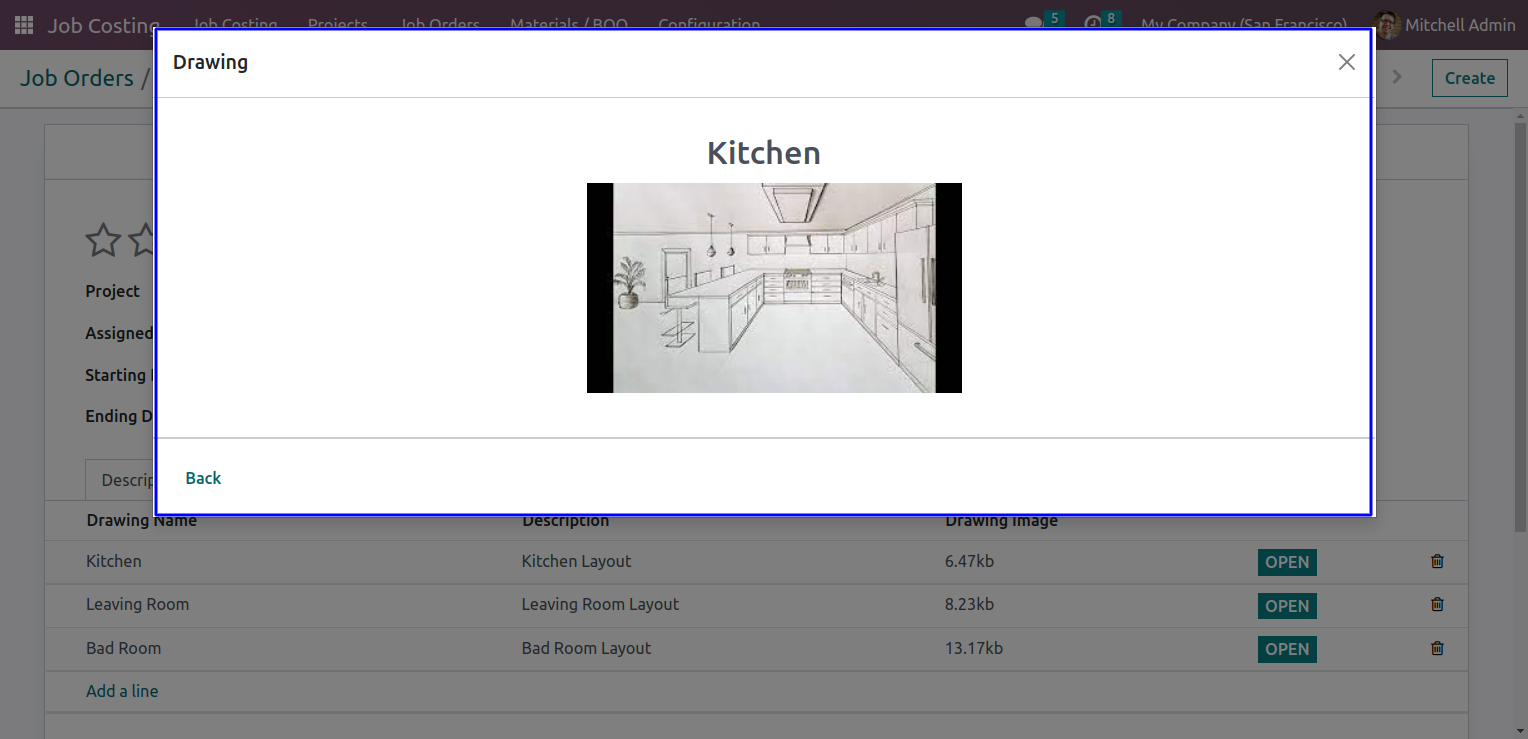 Job Costing Job Costing Projects Job Orders Materials / BOQ Configuration 5 8 My Company (San Francisco) Mitchell Admin
Drawing
Job Orders / Create
Kitchen
Project
Assigned
Starting
Ending D
Back
Descrip
Drawing Name Description Drawing Image
Kitchen Kitchen Layout 6.47kb OPEN
Leaving Room Leaving Room Layout 8.23kb OPEN
Bad Room Bad Room Layout 13.17kb OPEN
Add a line